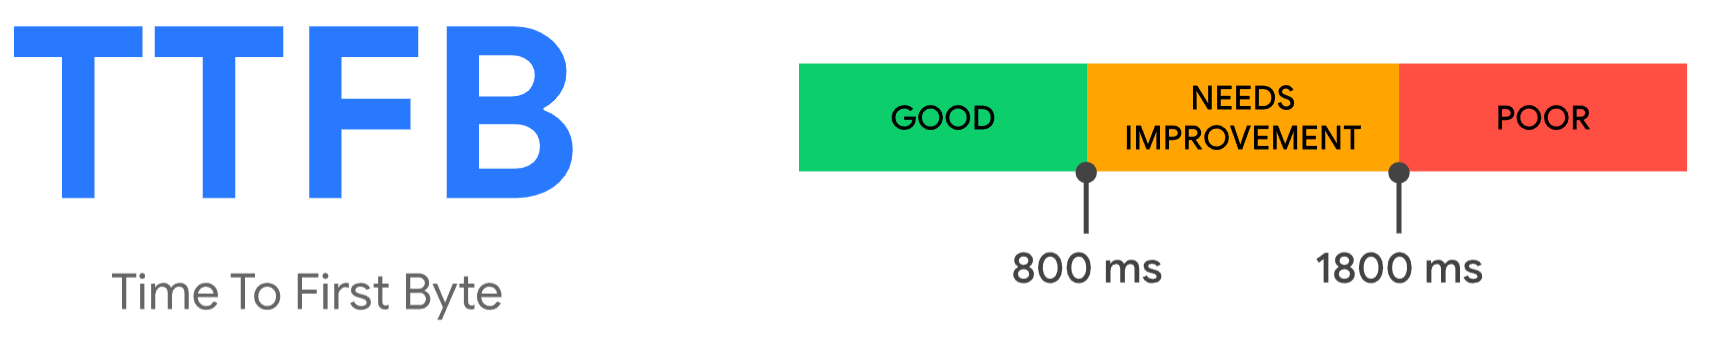 TTFB
Time To First Byte
GOOD
NEEDS
IMPROVEMENT
POOR
800 ms
1800 ms